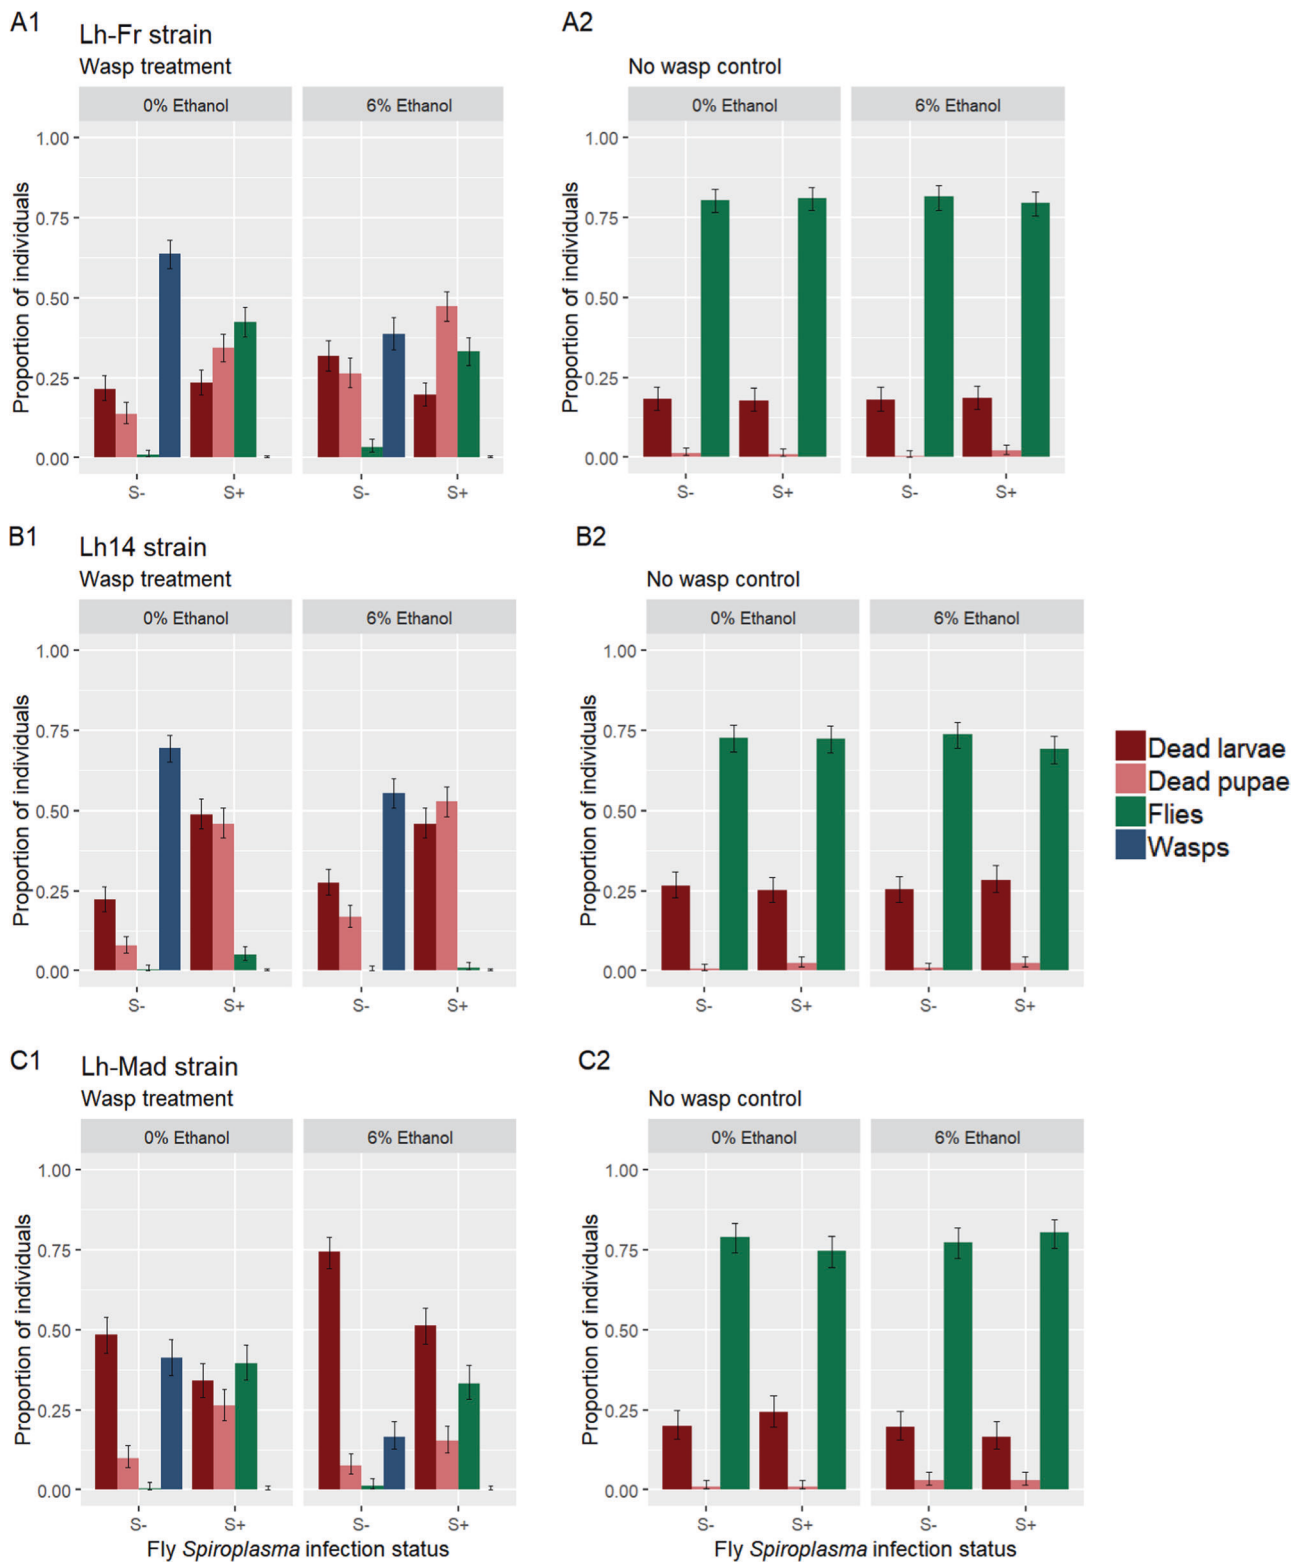 A1
Lh-Fr strain
Wasp treatment
0% Ethanol
6% Ethanol
Proportion of individuals
1.00
0.75
0.50
0.25
0.00
S-
S+
S-
S+
A2
No wasp control
0% Ethanol
6% Ethanol
Proportion of individuals
1.00
0.75
0.50
0.25
0.00
S-
S+
S-
S+
B1
Lh14 strain
Wasp treatment
0% Ethanol
6% Ethanol
Proportion of individuals
1.00
0.75
0.50
0.25
0.00
S-
S+
S-
S+
B2
No wasp control
0% Ethanol
6% Ethanol
Proportion of individuals
1.00
0.75
0.50
0.25
0.00
S-
S+
S-
S+
Dead larvae
Dead pupae
Flies
Wasps
C1
Lh-Mad strain
Wasp treatment
0% Ethanol
6% Ethanol
Proportion of individuals
1.00
0.75
0.50
0.25
0.00
S-
S+
S-
S+
Fly Spiroplasma infection status
C2
No wasp control
0% Ethanol
6% Ethanol
Proportion of individuals
1.00
0.75
0.50
0.25
0.00
S-
S+
S-
S+
Fly Spiroplasma infection status